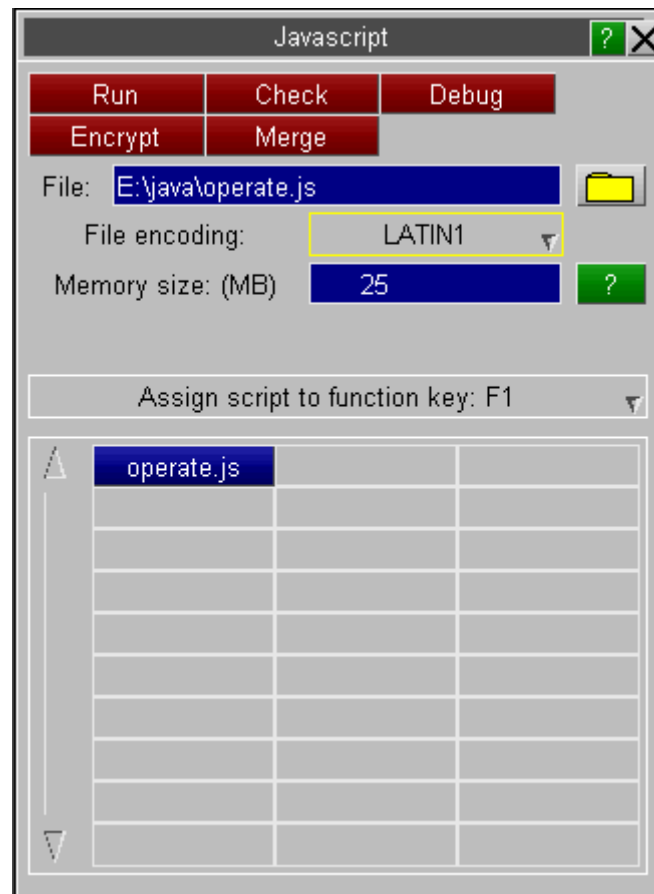 Javascript ?
Run Check Debug
Encrypt Merge
File: E:\java\operate.js
File encoding: LATIN1
Memory size: (MB) 25 ?
Assign script to function key: F1
operate.js